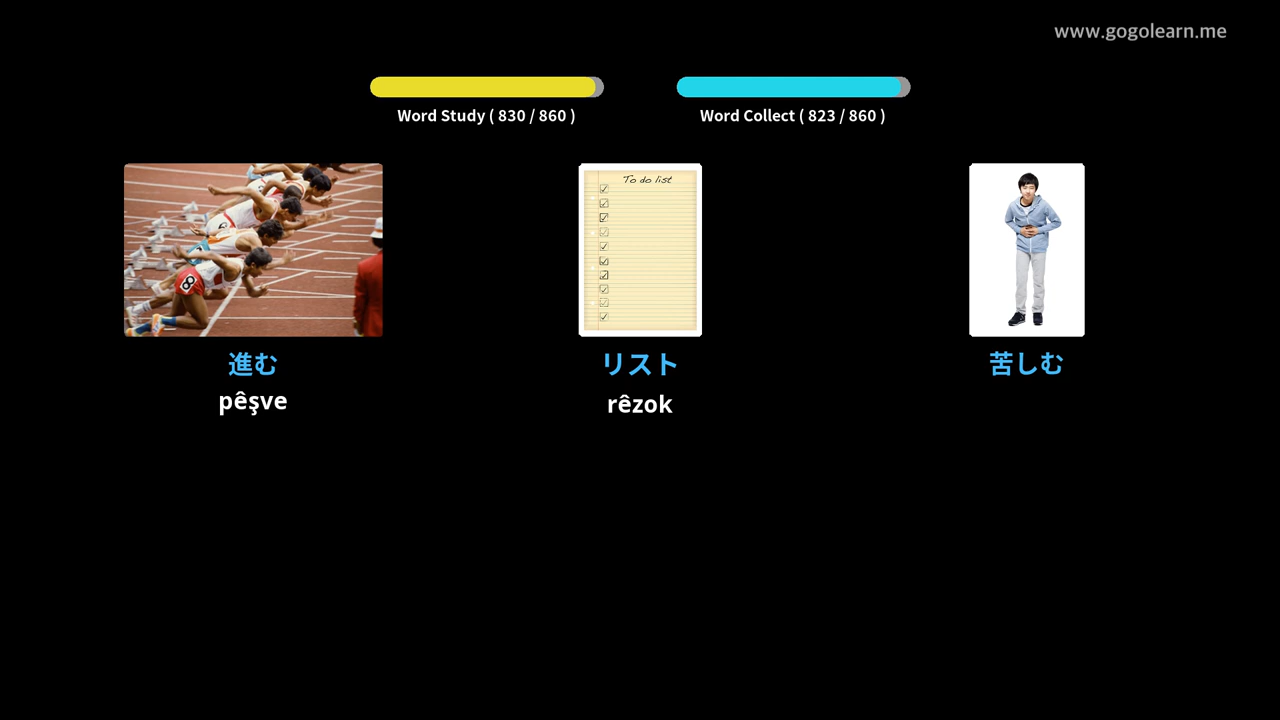 www.gogolearn.me
Word Study ( 830 / 860 )
Word Collect ( 823 / 860 )
8
To do list
進む
リスト
苦しむ
pêşve
rêzok